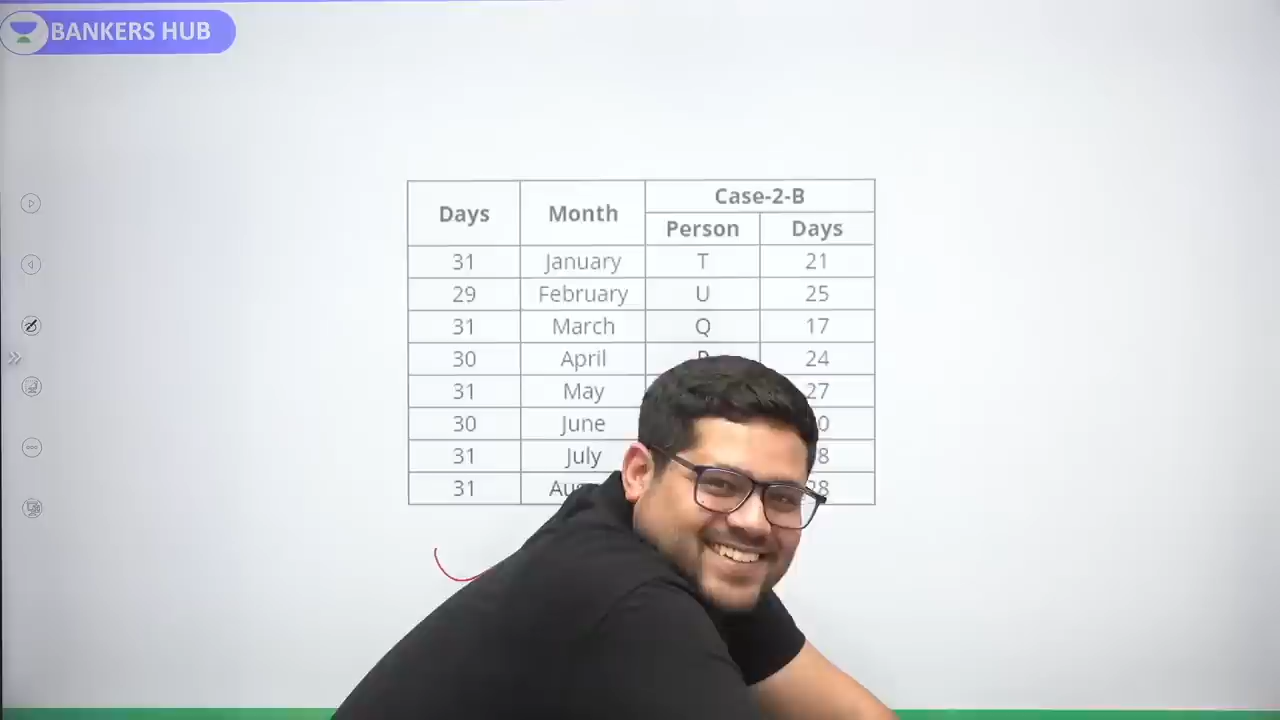 BANKERS HUB
Days Month Case-2-B
Person Days
31 January T 21
29 February U 25
31 March Q 17
30 April 24
31 May 27
30 June
31 July
31